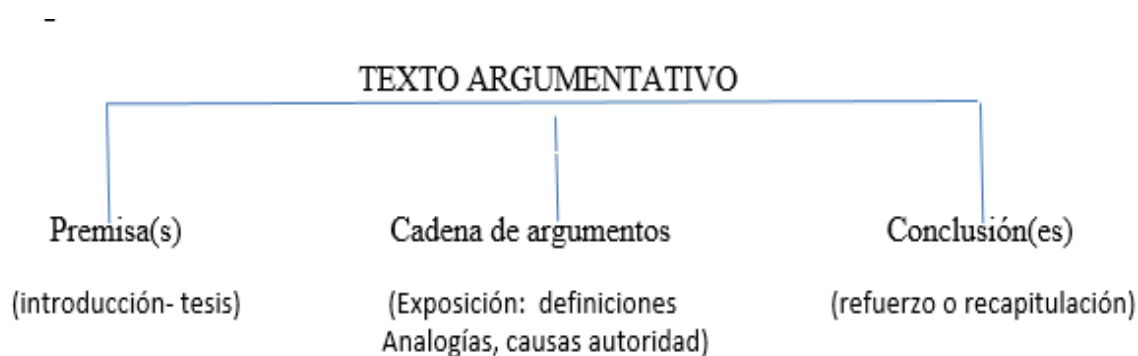 TEXTO ARGUMENTATIVO
Premisa(s)
Cadena de argumentos
Conclusión(es)
(introducción- tesis)
(Exposición: definiciones
Analogías, causas autoridad)
(refuerzo o recapitulación)